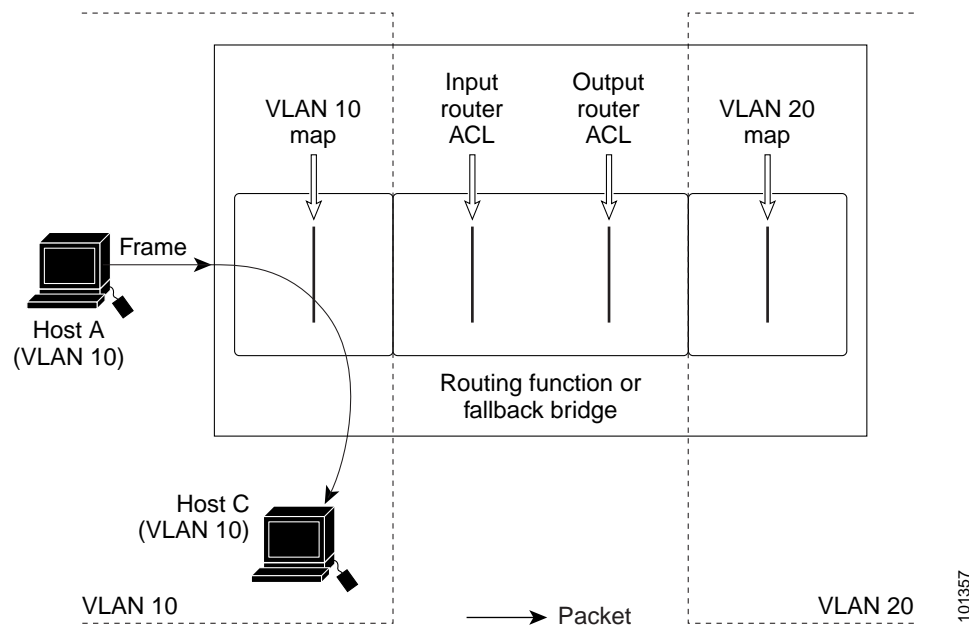 VLAN 10
map
Input
router
ACL
Output
router
ACL
VLAN 20
map
Frame
Host A
(VLAN 10)
Routing function or
fallback bridge
Host C
(VLAN 10)
VLAN 10
Packet
VLAN 20
101357